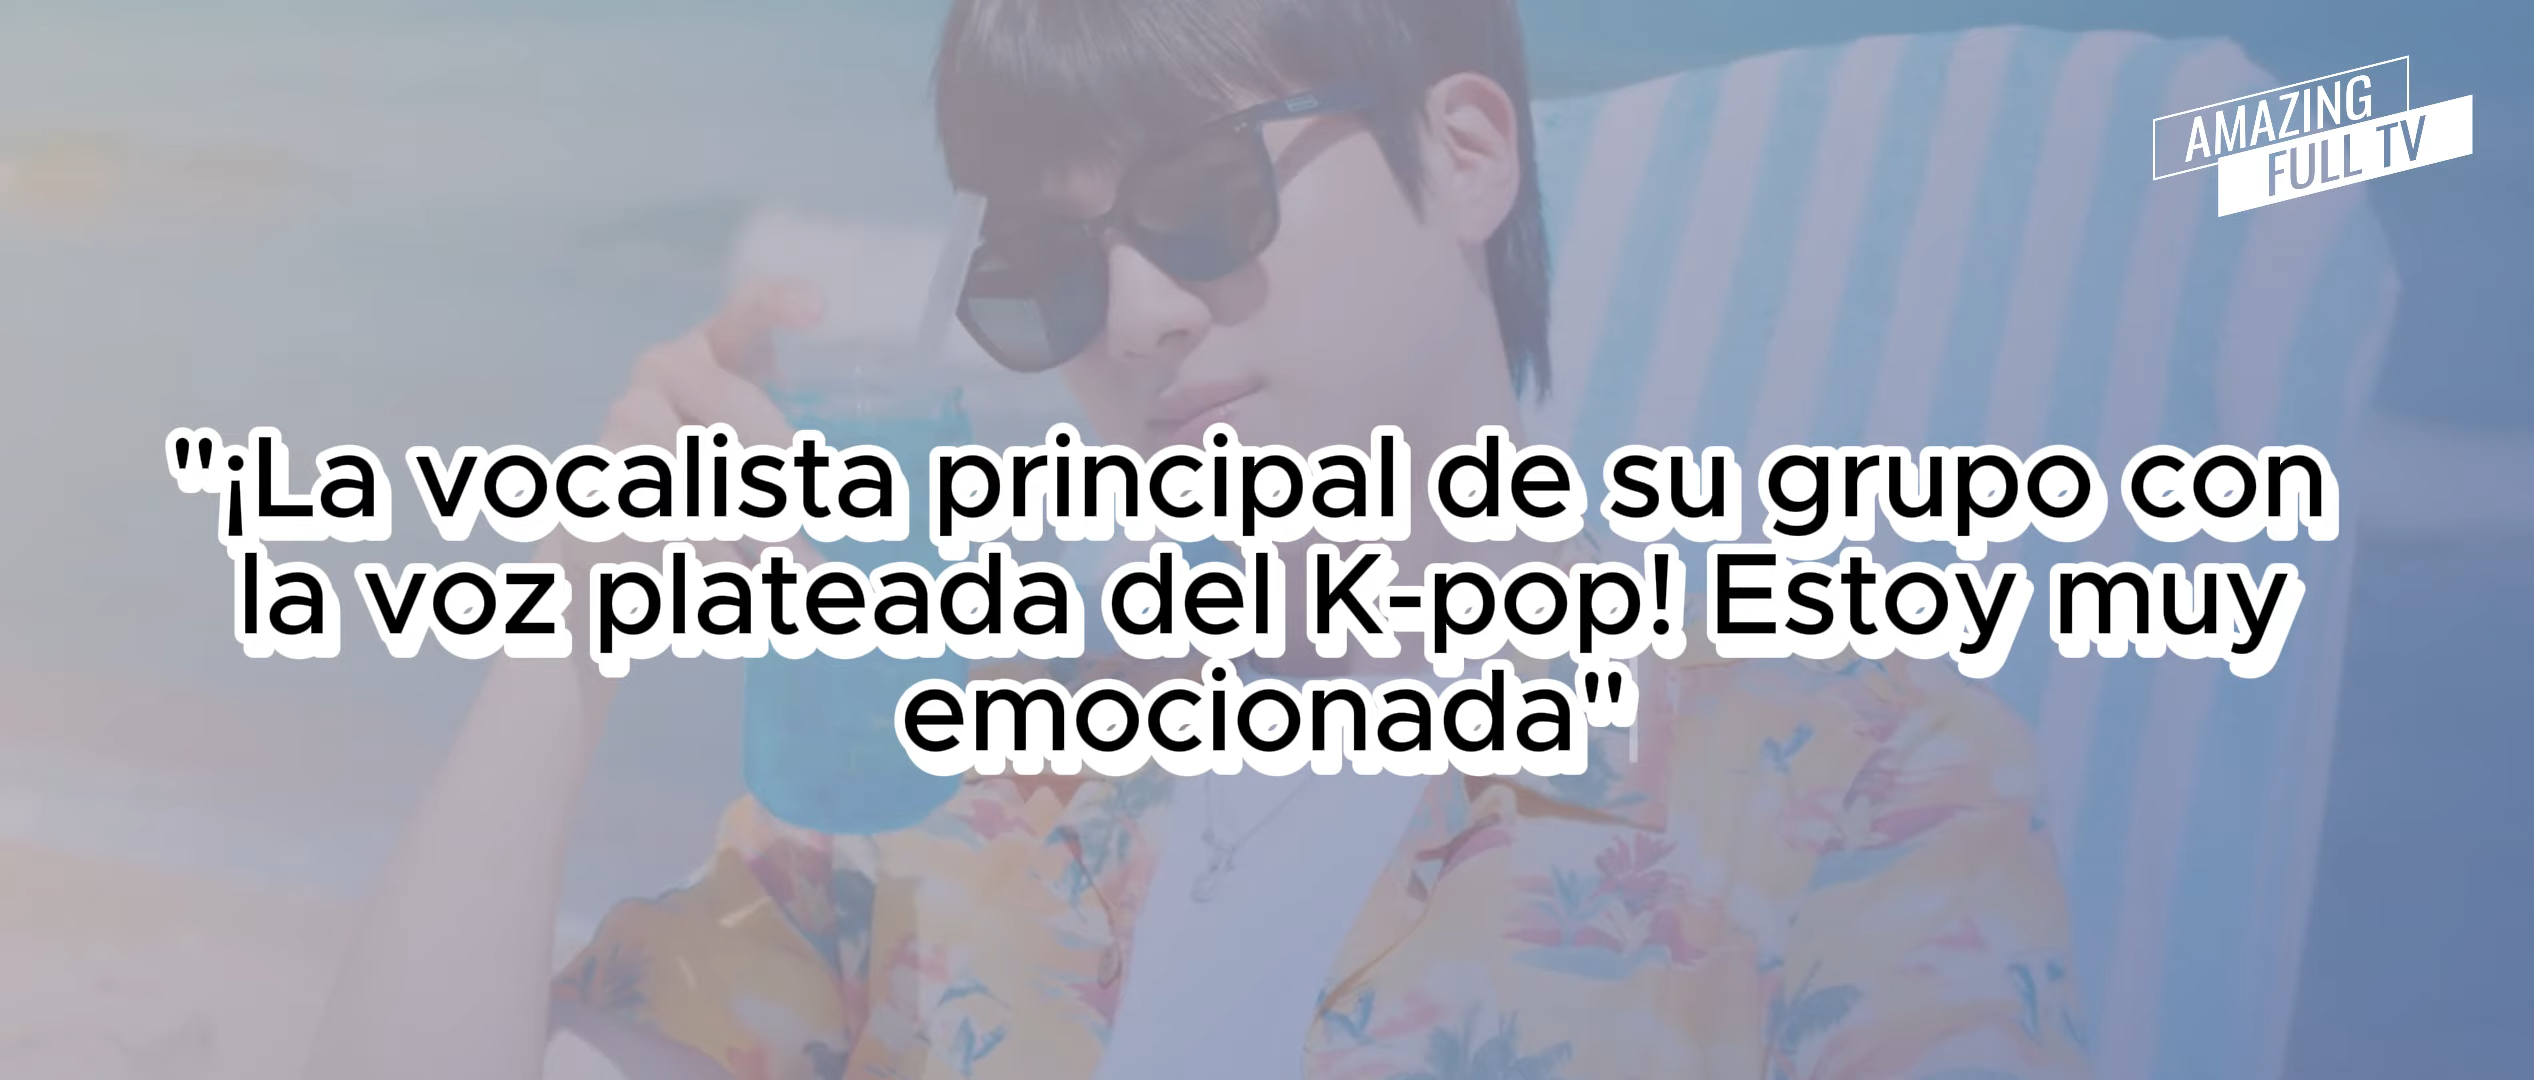 AMAZING
FULL TV
"¡La vocalista principal de su grupo con
la voz plateada del K-pop! Estoy muy
emocionada"